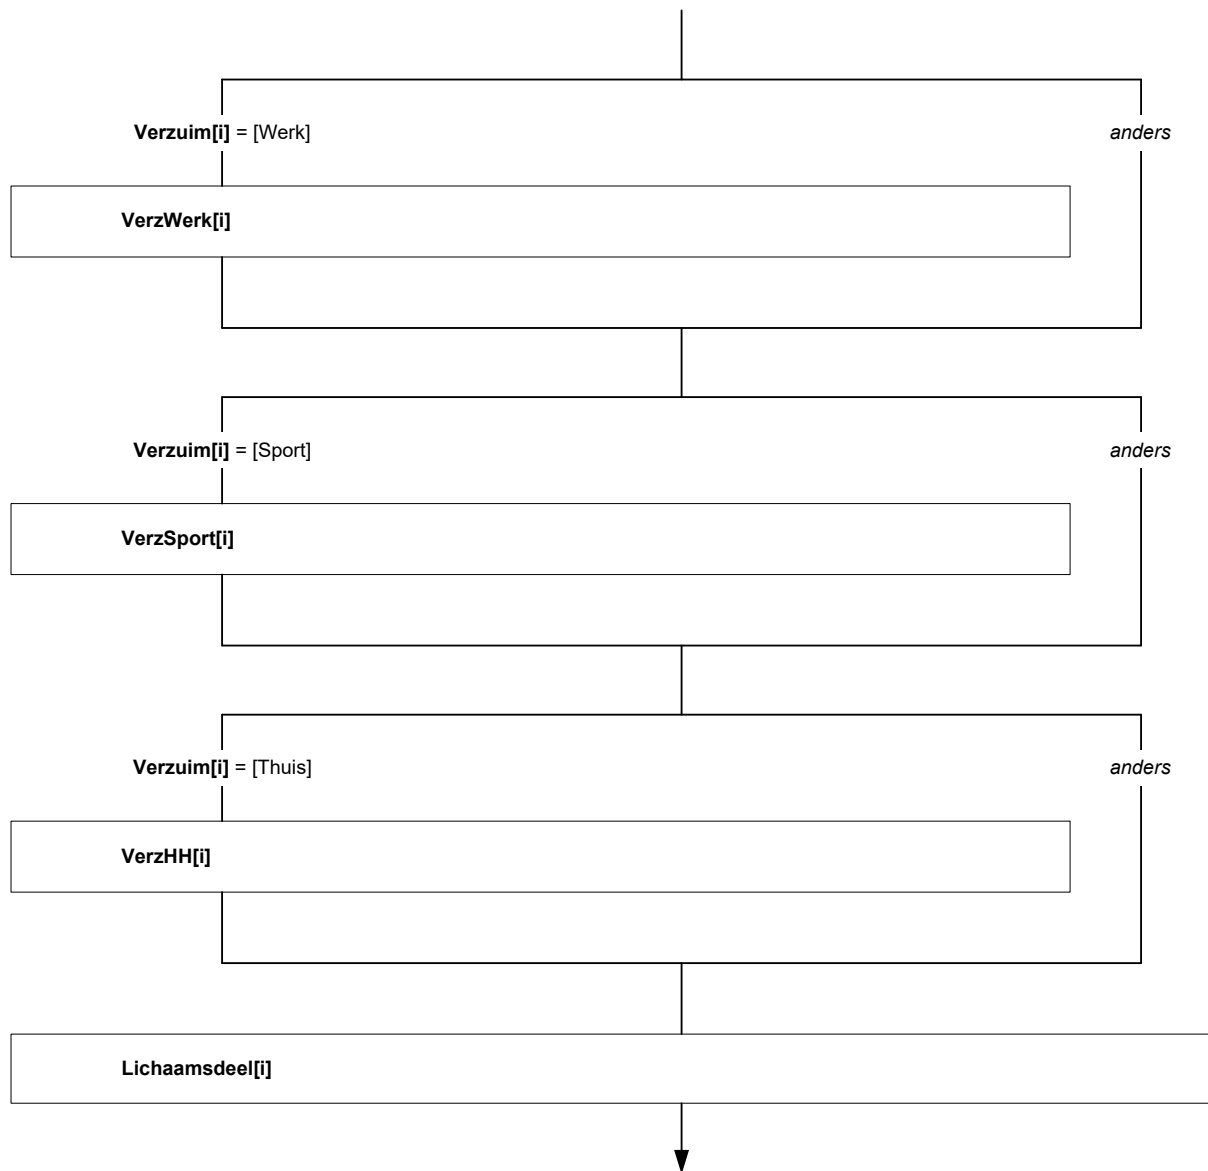 Verzuim[i] = [Werk] anders
VerzWerk[i]
Verzuim[i] = [Sport] anders
VerzSport[i]
Verzuim[i] = [Thuis] anders
VerzHH[i]
Lichaamsdeel[i]